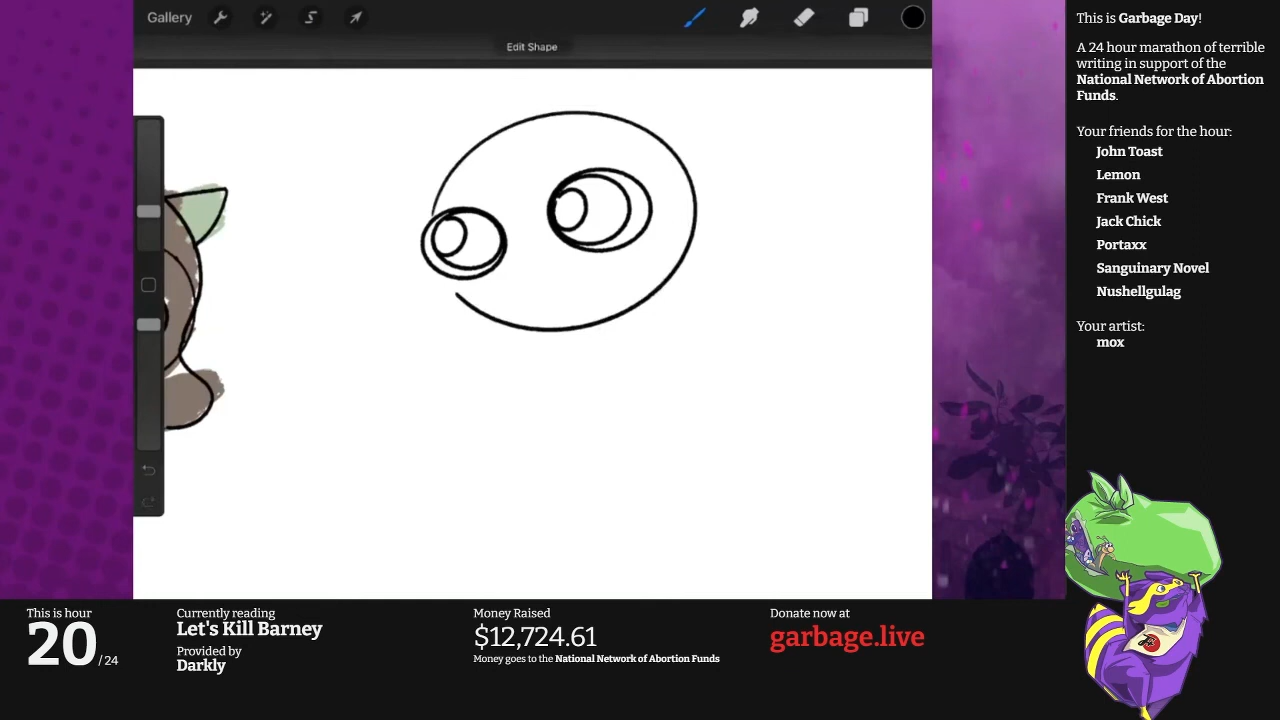 Gallery
Edit Shape
This is Garbage Day!
A 24 hour marathon of terrible
writing in support of the
National Network of Abortion
Funds.
Your friends for the hour:
John Toast
Lemon
Frank West
Jack Chick
Portaxx
Sanguinary Novel
Nushellgulag
Your artist:
mox
This is hour
20 / 24
Currently reading
Let's Kill Barney
Provided by
Darkly
Money Raised
$12,724.61
Money goes to the National Network of Abortion Funds
Donate now at
garbage.live